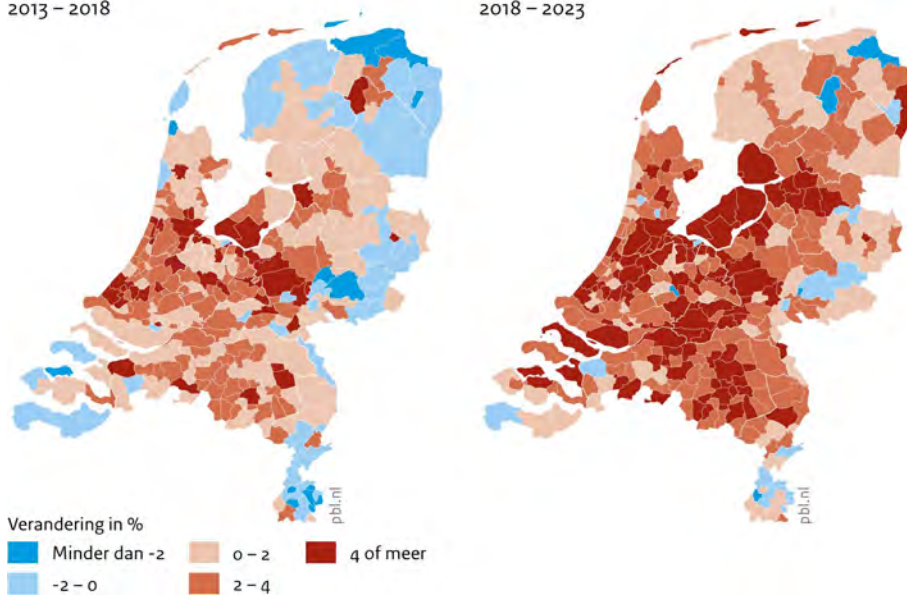 2013 – 2018
2018 – 2023
pbl.nl
pbl.nl
Verandering in %
Minder dan -2
0 – 2
4 of meer
-2 – 0
2 – 4